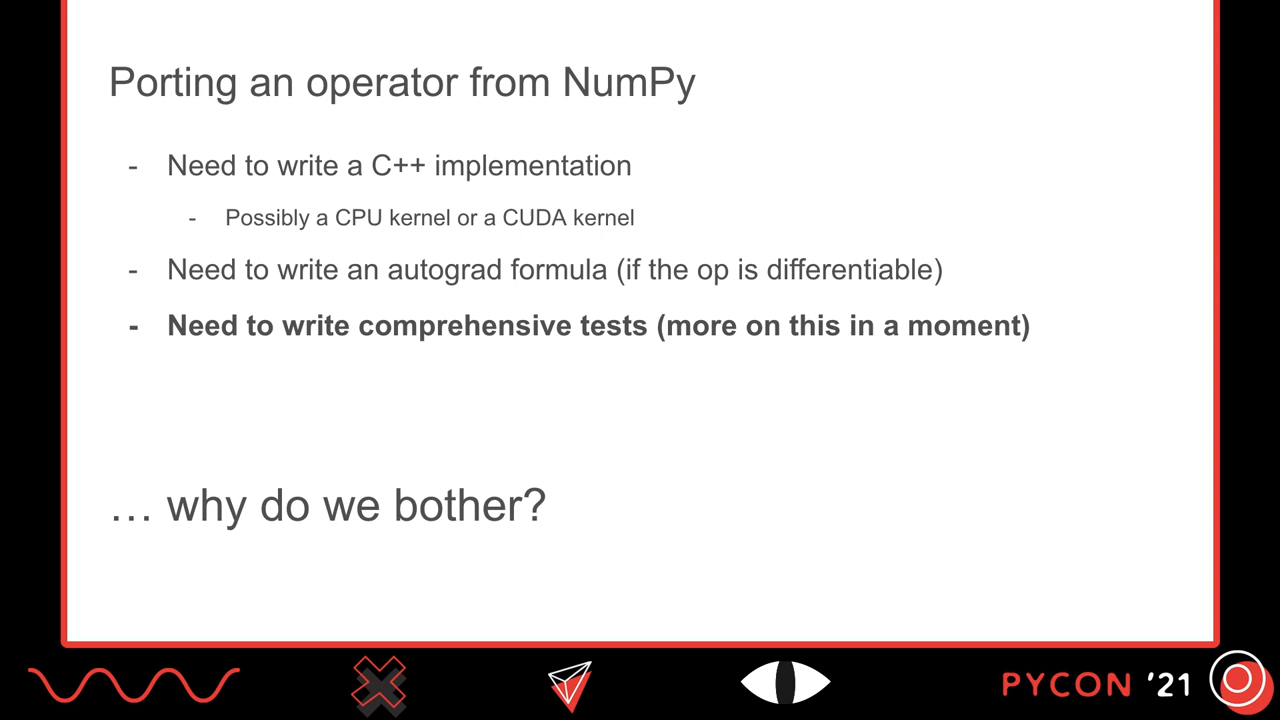 Porting an operator from NumPy
- Need to write a C++ implementation
- Possibly a CPU kernel or a CUDA kernel
- Need to write an autograd formula (if the op is differentiable)
- Need to write comprehensive tests (more on this in a moment)
… why do we bother?
PYCON '21